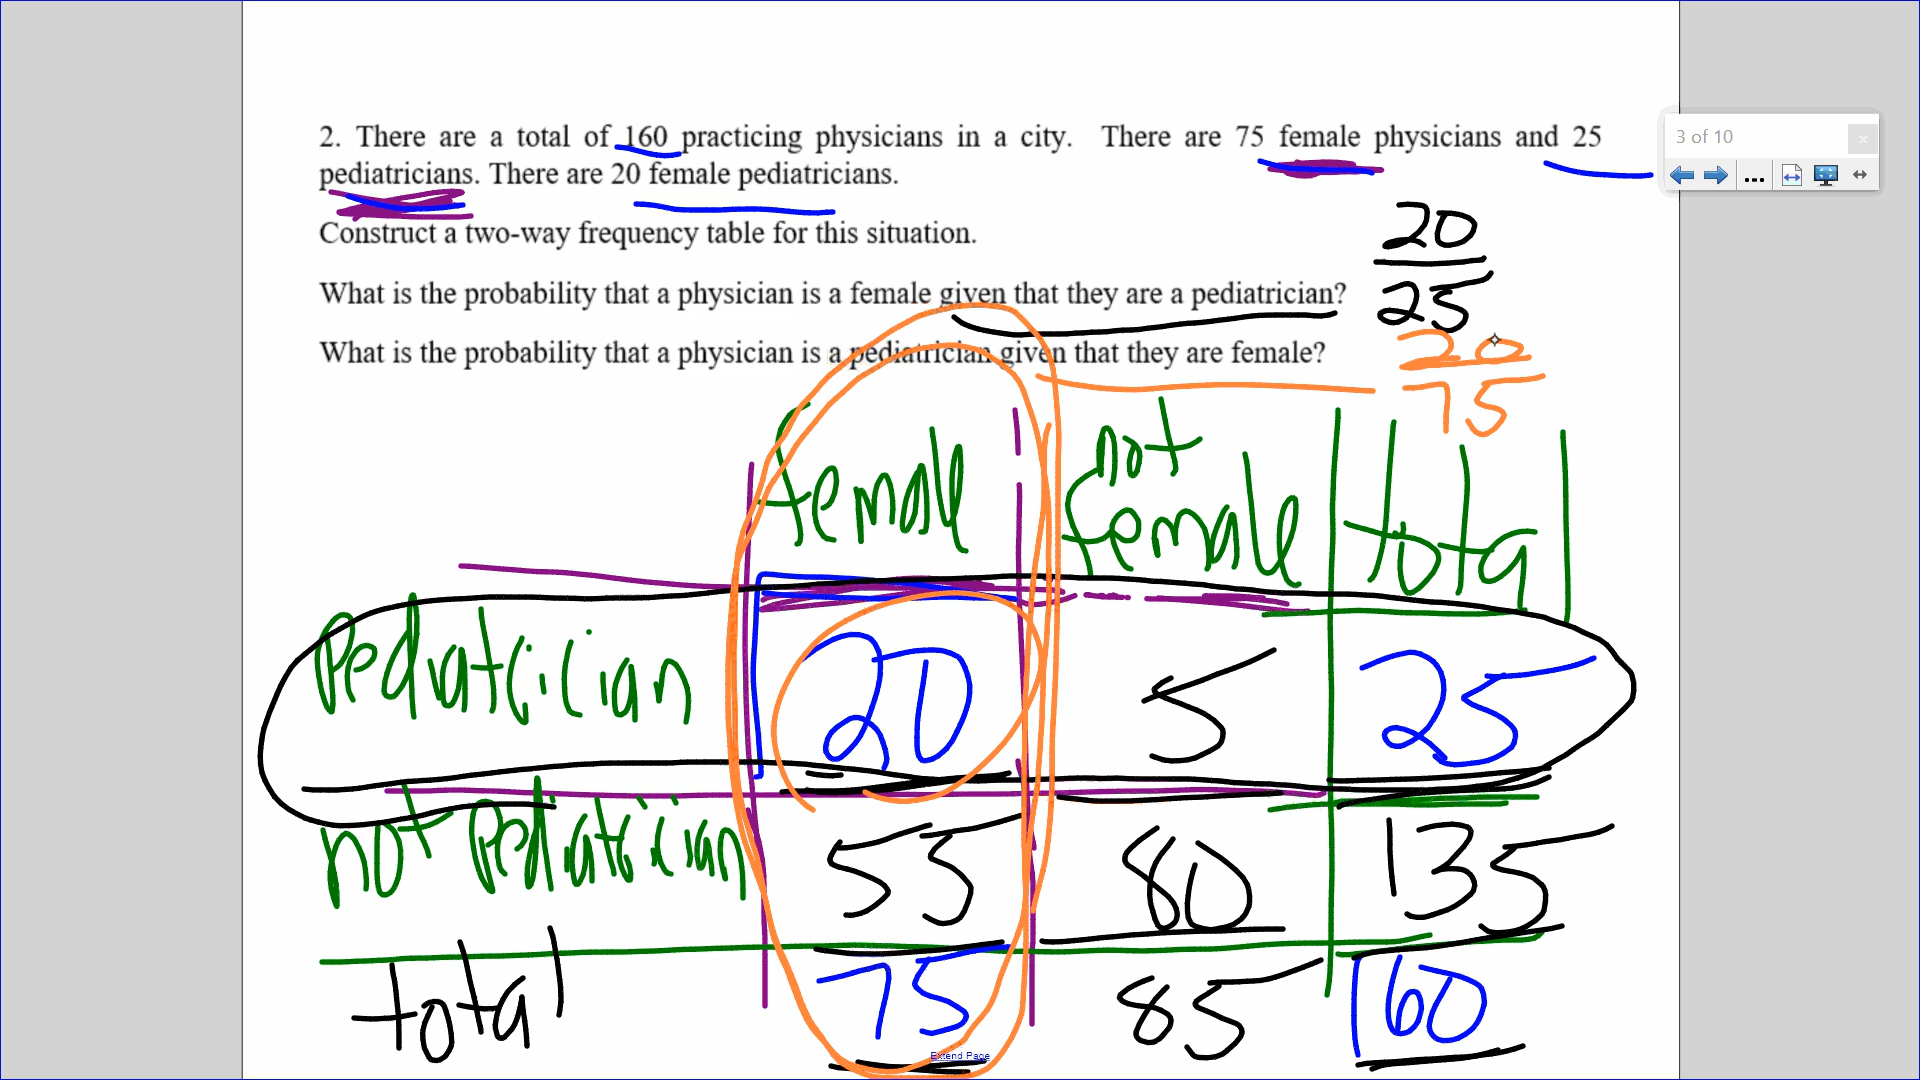 2. There are a total of 160 practicing physicians in a city. There are 75 female physicians and 25
pediatricians. There are 20 female pediatricians.
Construct a two-way frequency table for this situation.
What is the probability that a physician is a female given that they are a pediatrician?
20
25
What is the probability that a physician is a pediatrician given that they are female?
20
75
3 of 10
female not female total
Pediatrician 20 5 25
not Pediatrician 55 80 135
total 75 85 160
Extend Page